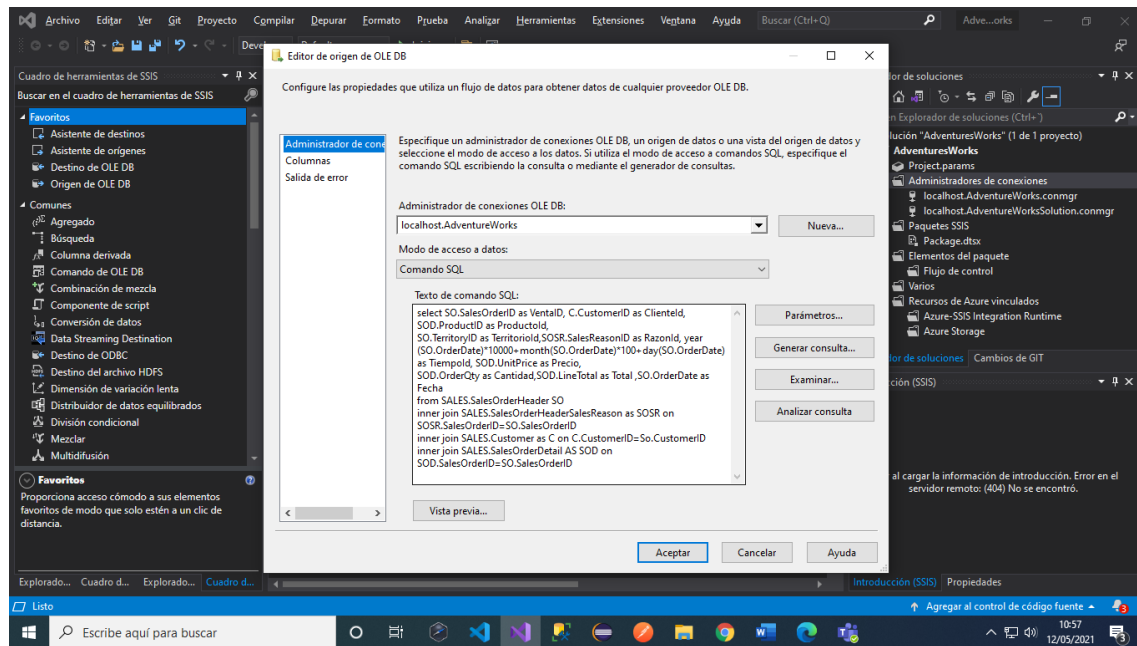 Archivo Editar Ver Git Proyecto Compilar Depurar Formato Prueba Analizar Herramientas Extensiones Ventana Ayuda Buscar (Ctrl+Q) Adve...orks
Cuadro de herramientas de SSIS
Buscar en el cuadro de herramientas de SSIS
Favoritos
Asistente de destinos
Asistente de orígenes
Destino de OLE DB
Origen de OLE DB
Comunes
Agregado
Búsqueda
Columna derivada
Comando de OLE DB
Combinación de mezcla
Componente de script
Conversión de datos
Data Streaming Destination
Destino de ODBC
Destino del archivo HDFS
Dimensión de variación lenta
Distribuidor de datos equilibrados
División condicional
Mezclar
Multidifusión
Favoritos
Proporciona acceso cómodo a sus elementos
favoritos de modo que solo estén a un clic de
distancia.
Explorado... Cuadro d... Explorado... Cuadro d...
Editor de origen de OLE DB
Configure las propiedades que utiliza un flujo de datos para obtener datos de cualquier proveedor OLE DB.
Administrador de cone
Columnas
Salida de error
Especifique un administrador de conexiones OLE DB, un origen de datos o una vista del origen de datos y
seleccione el modo de acceso a los datos. Si utiliza el modo de acceso a comandos SQL, especifique el
comando SQL escribiendo la consulta o mediante el generador de consultas.
Administrador de conexiones OLE DB:
localhost.AdventureWorks
Nueva...
Modo de acceso a datos:
Comando SQL
Texto de comando SQL:
select SO.SalesOrderID as VentaID, C.CustomerID as ClienteId,
SOD.ProductID as ProductoId,
SO.TerritoryID as TerritorioId,SOSR.SalesReasonID as RazonId, year
(SO.OrderDate)*10000+month(SO.OrderDate)*100+day(SO.OrderDate)
as TiempoId, SOD.UnitPrice as Precio,
SOD.OrderQty as Cantidad,SOD.LineTotal as Total ,SO.OrderDate as
Fecha
from SALES.SalesOrderHeader SO
inner join SALES.SalesOrderHeaderSalesReason as SOSR on
SOSR.SalesOrderID=SO.SalesOrderID
inner join SALES.Customer as C on C.CustomerID=So.CustomerID
inner join SALES.SalesOrderDetail AS SOD on
SOD.SalesOrderID=SO.SalesOrderID
Parámetros...
Generar consulta...
Examinar...
Analizar consulta
Vista previa...
Aceptar Cancelar Ayuda
lor de soluciones
n Explorador de soluciones (Ctrl+¨)
lución "AdventuresWorks" (1 de 1 proyecto)
AdventuresWorks
Project.params
Administradores de conexiones
localhost.AdventureWorks.conmgr
localhost.AdventureWorksSolution.conmgr
Paquetes SSIS
Package.dtsx
Elementos del paquete
Flujo de control
Varios
Recursos de Azure vinculados
Azure-SSIS Integration Runtime
Azure Storage
lor de soluciones Cambios de GIT
ción (SSIS)
al cargar la información de introducción. Error en el
servidor remoto: (404) No se encontró.
Introducción (SSIS) Propiedades
Listo Agregar al control de código fuente 3
Escribe aquí para buscar
10:57
12/05/2021
3